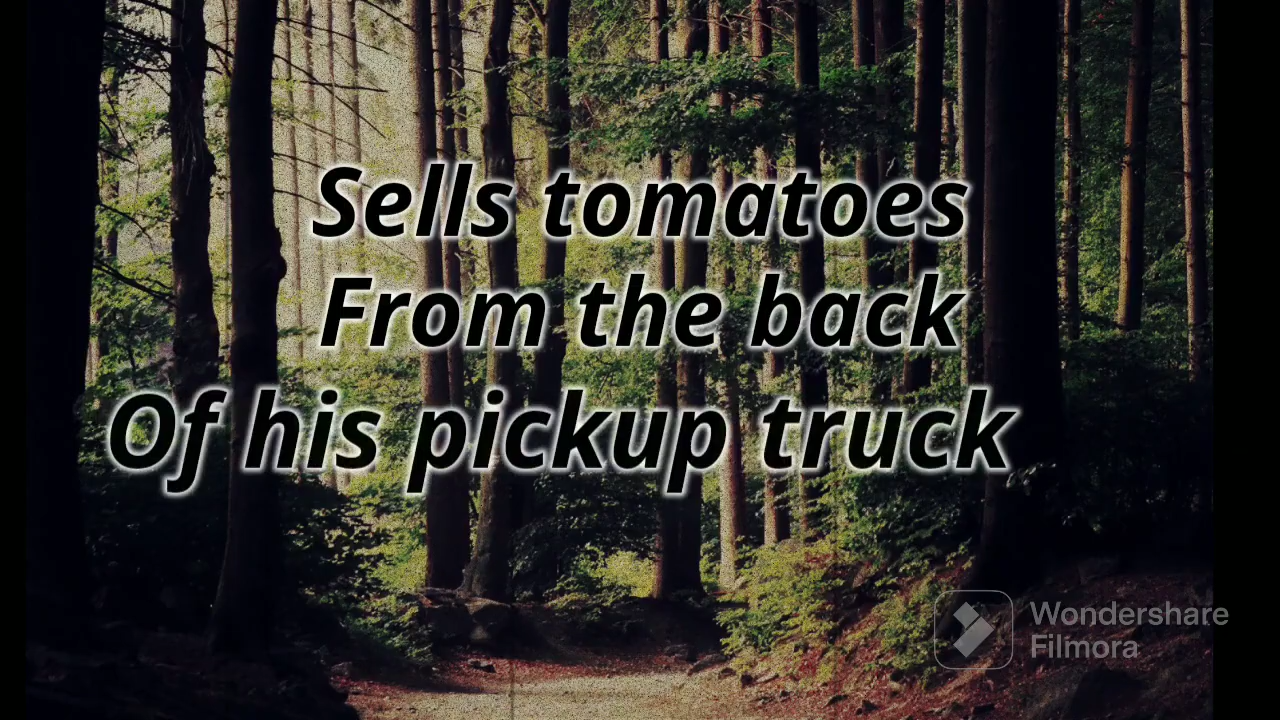 Sells tomatoes
From the back
Of his pickup truck
Wondershare
Filmora